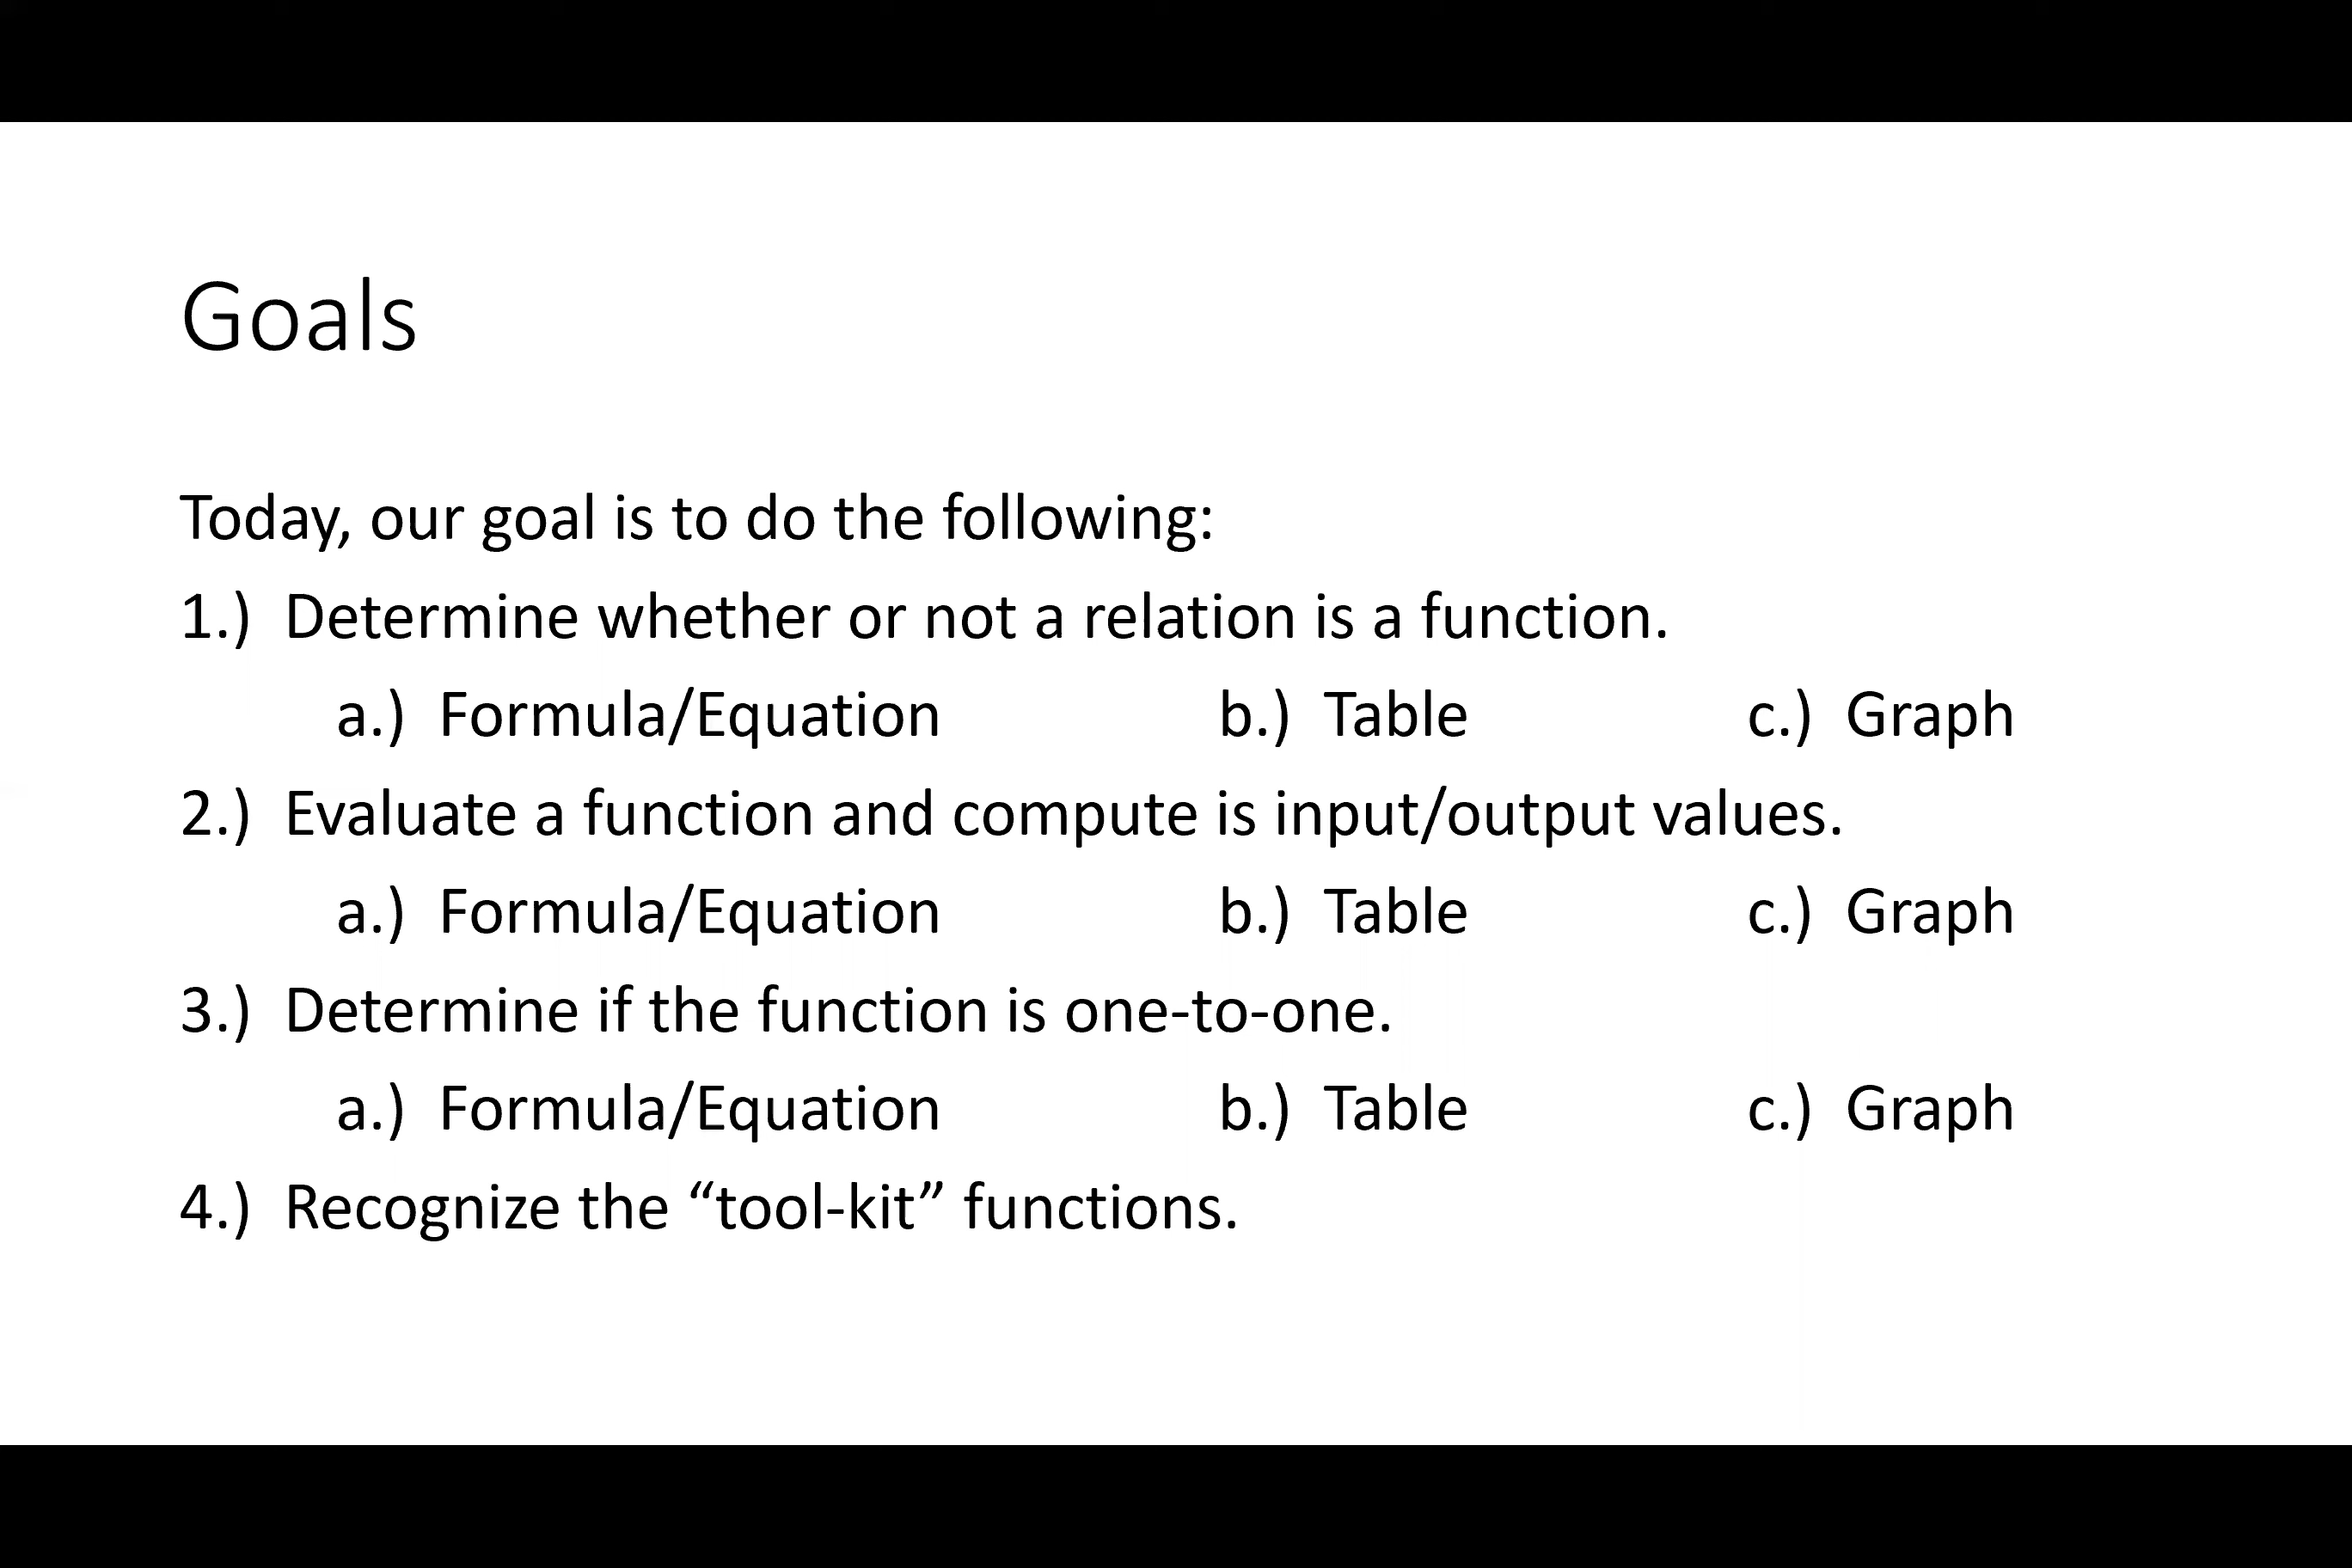 Goals
Today, our goal is to do the following:
1.) Determine whether or not a relation is a function.
a.) Formula/Equation b.) Table c.) Graph
2.) Evaluate a function and compute is input/output values.
a.) Formula/Equation b.) Table c.) Graph
3.) Determine if the function is one-to-one.
a.) Formula/Equation b.) Table c.) Graph
4.) Recognize the “tool-kit” functions.